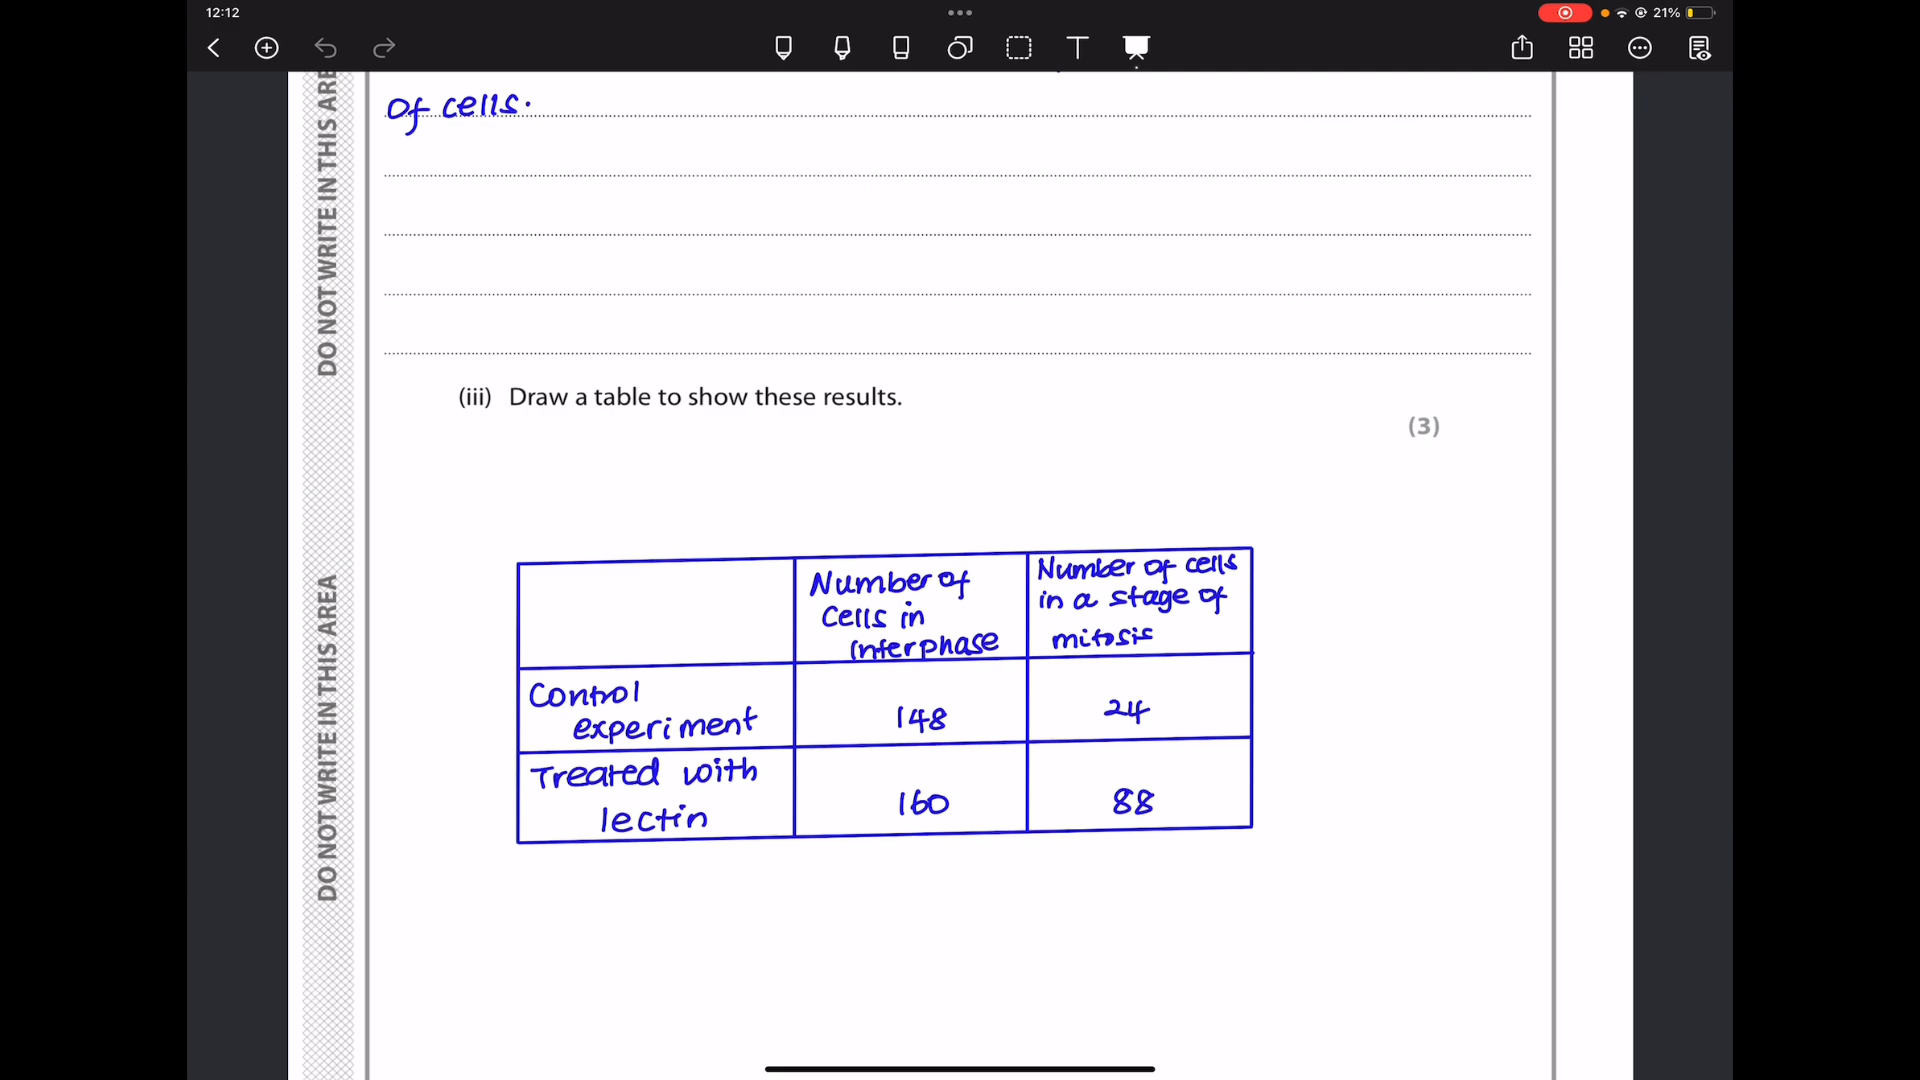 12:12
21%
Of cells.
DO NOT WRITE IN THIS ARE
(iii) Draw a table to show these results.
(3)
DO NOT WRITE IN THIS AREA
Number of
Cells in
Interphase
Number of cells
in a stage of
mitosis
Control
experiment
148
24
Treated with
lectin
160
88